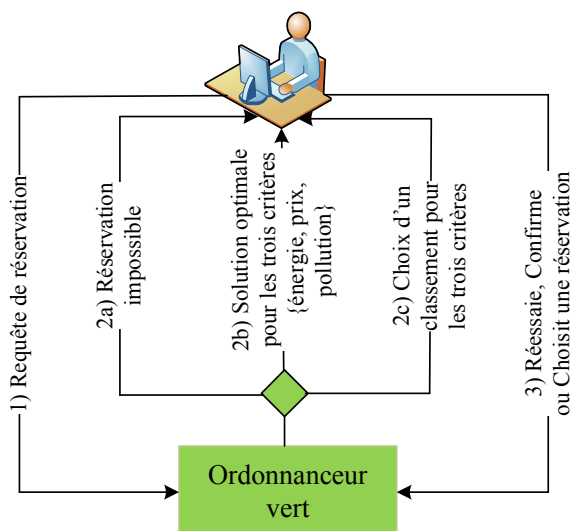 1) Requête de réservation
2a) Réservation
impossible
2b) Solution optimale
pour les trois critères
{énergie, prix,
pollution}
2c) Choix d’un
classement pour
les trois critères
3) Réessaie, Confirme
ou Choisit une réservation
Ordonnanceur
vert